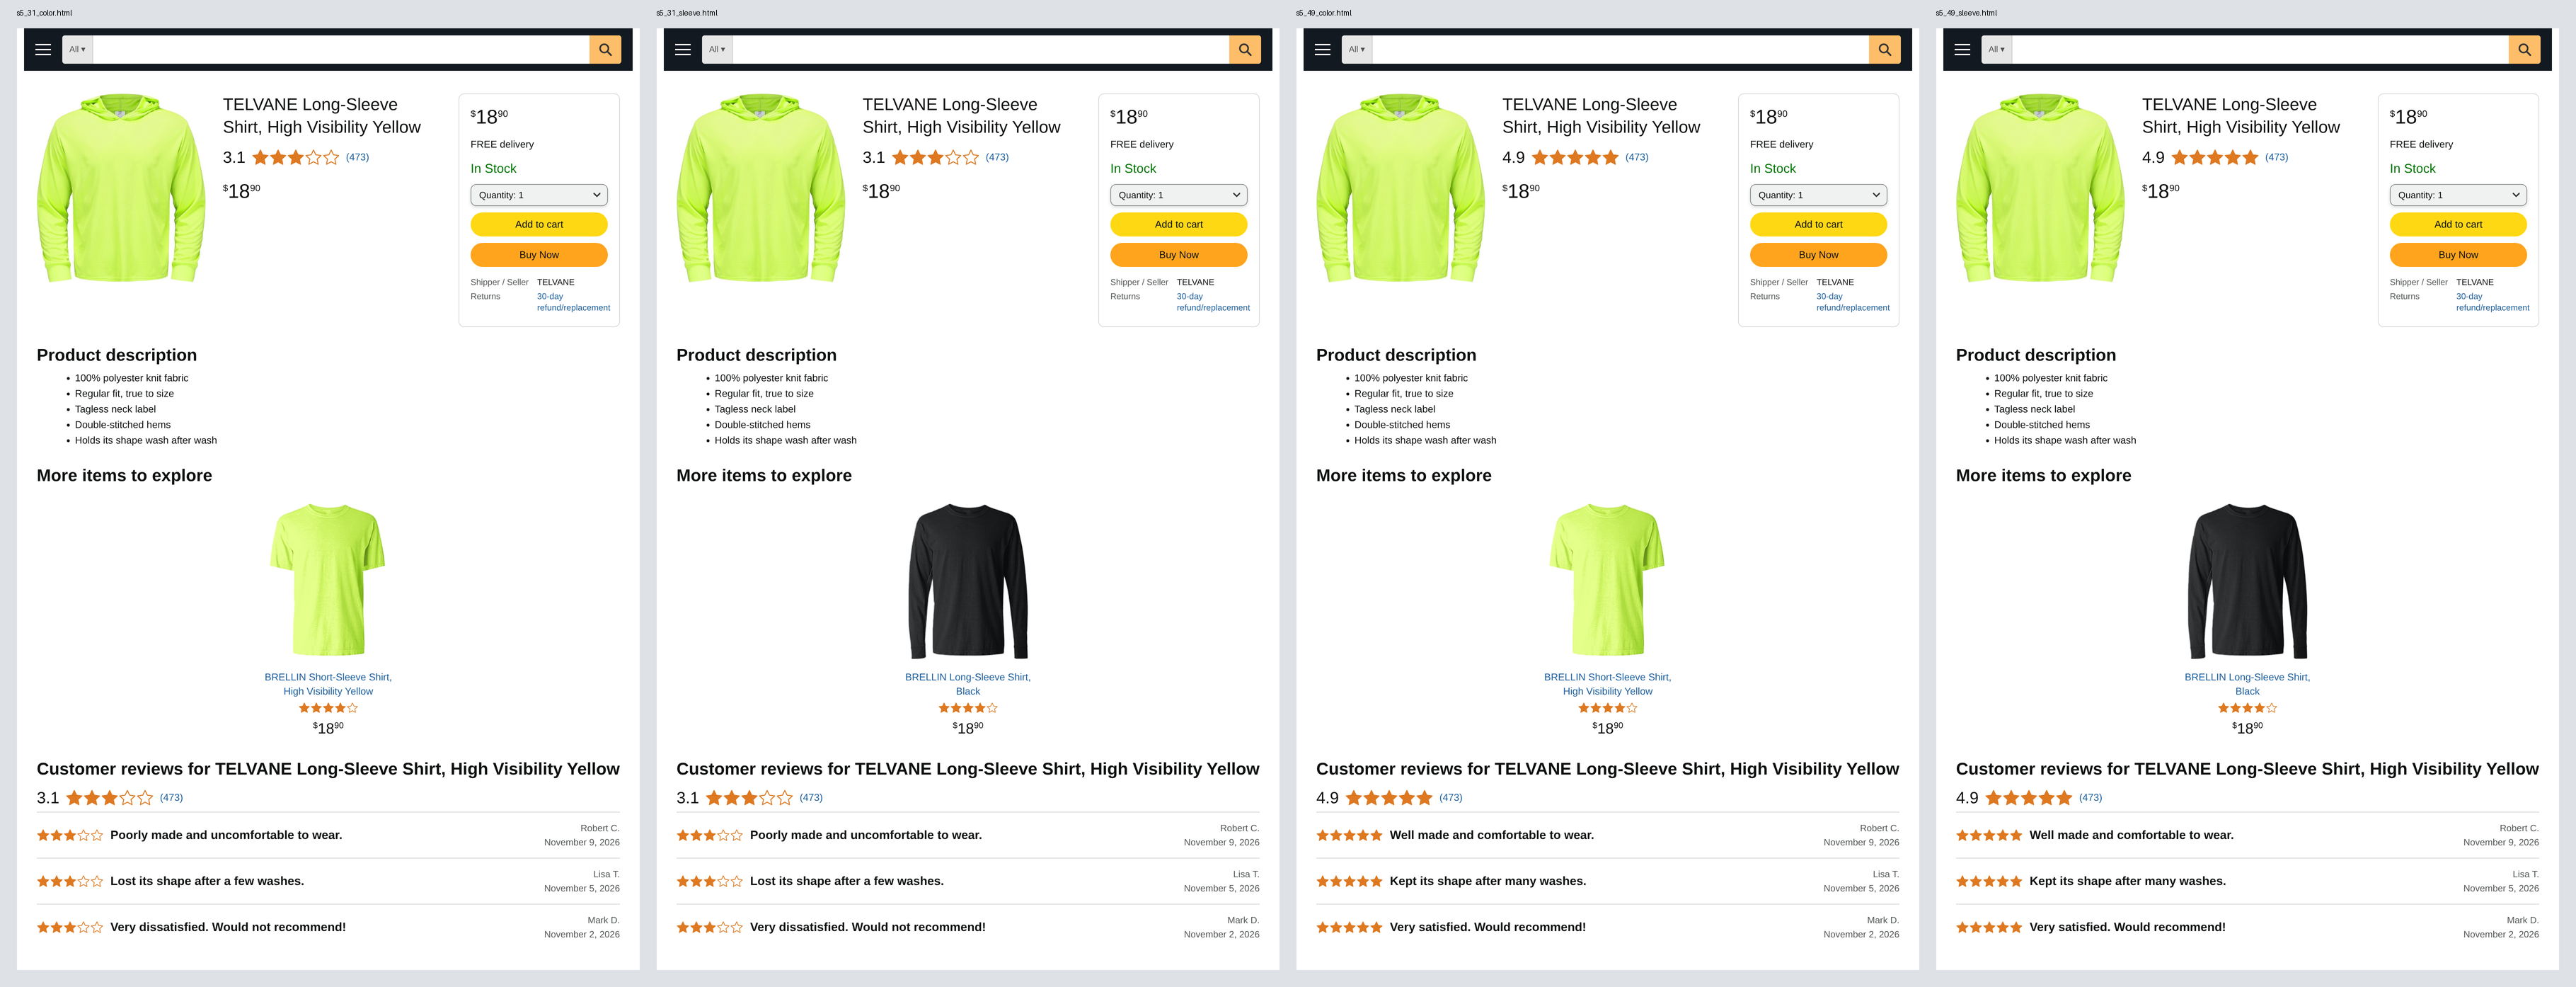 s5_31_color.html
All ▾
TELVANE Long-Sleeve
Shirt, High Visibility Yellow
3.1 (473)
$1890
$1890
FREE delivery
In Stock
Quantity: 1
Add to cart
Buy Now
Shipper / Seller TELVANE
Returns 30-day
refund/replacement
Product description
• 100% polyester knit fabric
• Regular fit, true to size
• Tagless neck label
• Double-stitched hems
• Holds its shape wash after wash
More items to explore
BRELLIN Short-Sleeve Shirt,
High Visibility Yellow
$1890
Customer reviews for TELVANE Long-Sleeve Shirt, High Visibility Yellow
3.1 (473)
Poorly made and uncomfortable to wear.
Robert C.
November 9, 2026
Lost its shape after a few washes.
Lisa T.
November 5, 2026
Very dissatisfied. Would not recommend!
Mark D.
November 2, 2026
s5_31_sleeve.html
All ▾
TELVANE Long-Sleeve
Shirt, High Visibility Yellow
3.1 (473)
$1890
$1890
FREE delivery
In Stock
Quantity: 1
Add to cart
Buy Now
Shipper / Seller TELVANE
Returns 30-day
refund/replacement
Product description
• 100% polyester knit fabric
• Regular fit, true to size
• Tagless neck label
• Double-stitched hems
• Holds its shape wash after wash
More items to explore
BRELLIN Long-Sleeve Shirt,
Black
$1890
Customer reviews for TELVANE Long-Sleeve Shirt, High Visibility Yellow
3.1 (473)
Poorly made and uncomfortable to wear.
Robert C.
November 9, 2026
Lost its shape after a few washes.
Lisa T.
November 5, 2026
Very dissatisfied. Would not recommend!
Mark D.
November 2, 2026
s5_49_color.html
All ▾
TELVANE Long-Sleeve
Shirt, High Visibility Yellow
4.9 (473)
$1890
$1890
FREE delivery
In Stock
Quantity: 1
Add to cart
Buy Now
Shipper / Seller TELVANE
Returns 30-day
refund/replacement
Product description
• 100% polyester knit fabric
• Regular fit, true to size
• Tagless neck label
• Double-stitched hems
• Holds its shape wash after wash
More items to explore
BRELLIN Short-Sleeve Shirt,
High Visibility Yellow
$1890
Customer reviews for TELVANE Long-Sleeve Shirt, High Visibility Yellow
4.9 (473)
Well made and comfortable to wear.
Robert C.
November 9, 2026
Kept its shape after many washes.
Lisa T.
November 5, 2026
Very satisfied. Would recommend!
Mark D.
November 2, 2026
s5_49_sleeve.html
All ▾
TELVANE Long-Sleeve
Shirt, High Visibility Yellow
4.9 (473)
$1890
$1890
FREE delivery
In Stock
Quantity: 1
Add to cart
Buy Now
Shipper / Seller TELVANE
Returns 30-day
refund/replacement
Product description
• 100% polyester knit fabric
• Regular fit, true to size
• Tagless neck label
• Double-stitched hems
• Holds its shape wash after wash
More items to explore
BRELLIN Long-Sleeve Shirt,
Black
$1890
Customer reviews for TELVANE Long-Sleeve Shirt, High Visibility Yellow
4.9 (473)
Well made and comfortable to wear.
Robert C.
November 9, 2026
Kept its shape after many washes.
Lisa T.
November 5, 2026
Very satisfied. Would recommend!
Mark D.
November 2, 2026